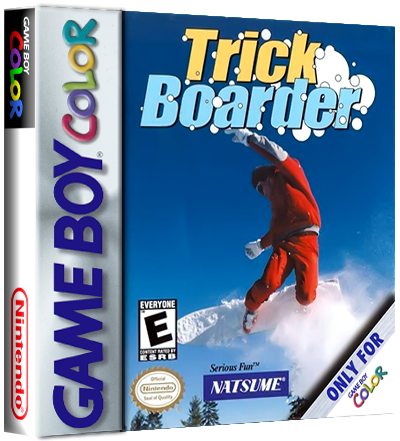 GAME BOY
COLOR
Nintendo
GAME BOY COLOR
Trick
Boarder
EVERYONE
E
CONTENT RATED BY
ESRB
Official
Nintendo
Seal of Quality
Serious Fun™
NATSUME®
ONLY FOR
GAME BOY
COLOR